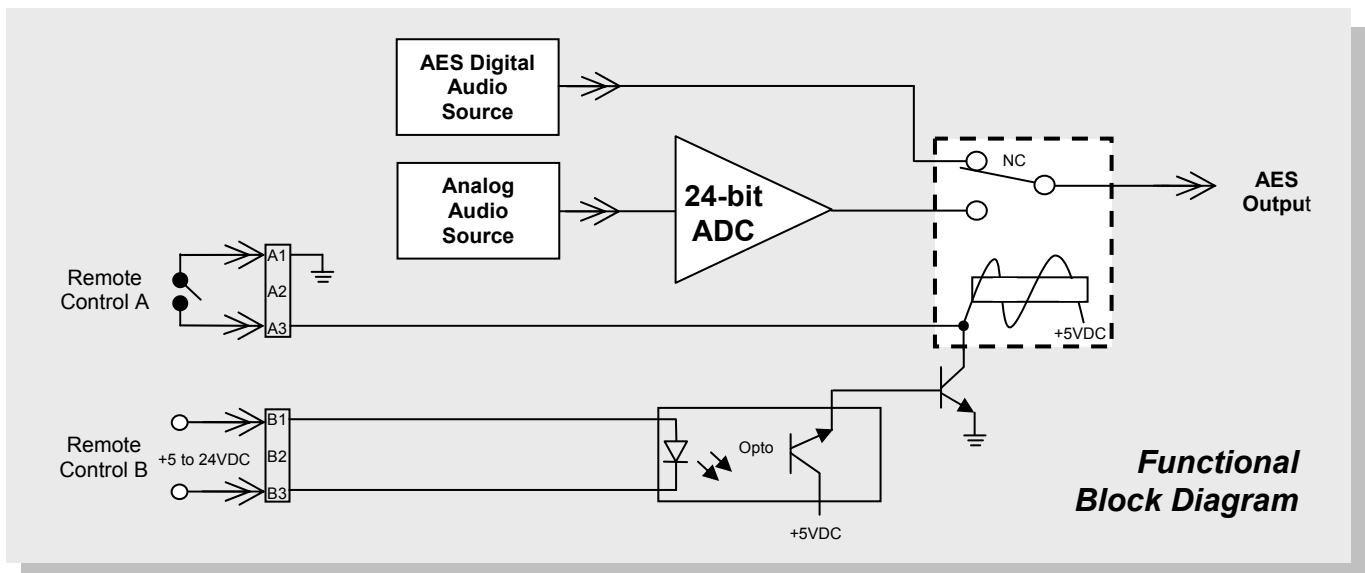 AES Digital
Audio
Source
Analog
Audio
Source
24-bit
ADC
NC
AES
Output
+5VDC
Remote
Control A
A1
A2
A3
Remote
Control B
+5 to 24VDC
B1
B2
B3
Opto
+5VDC
Functional
Block Diagram